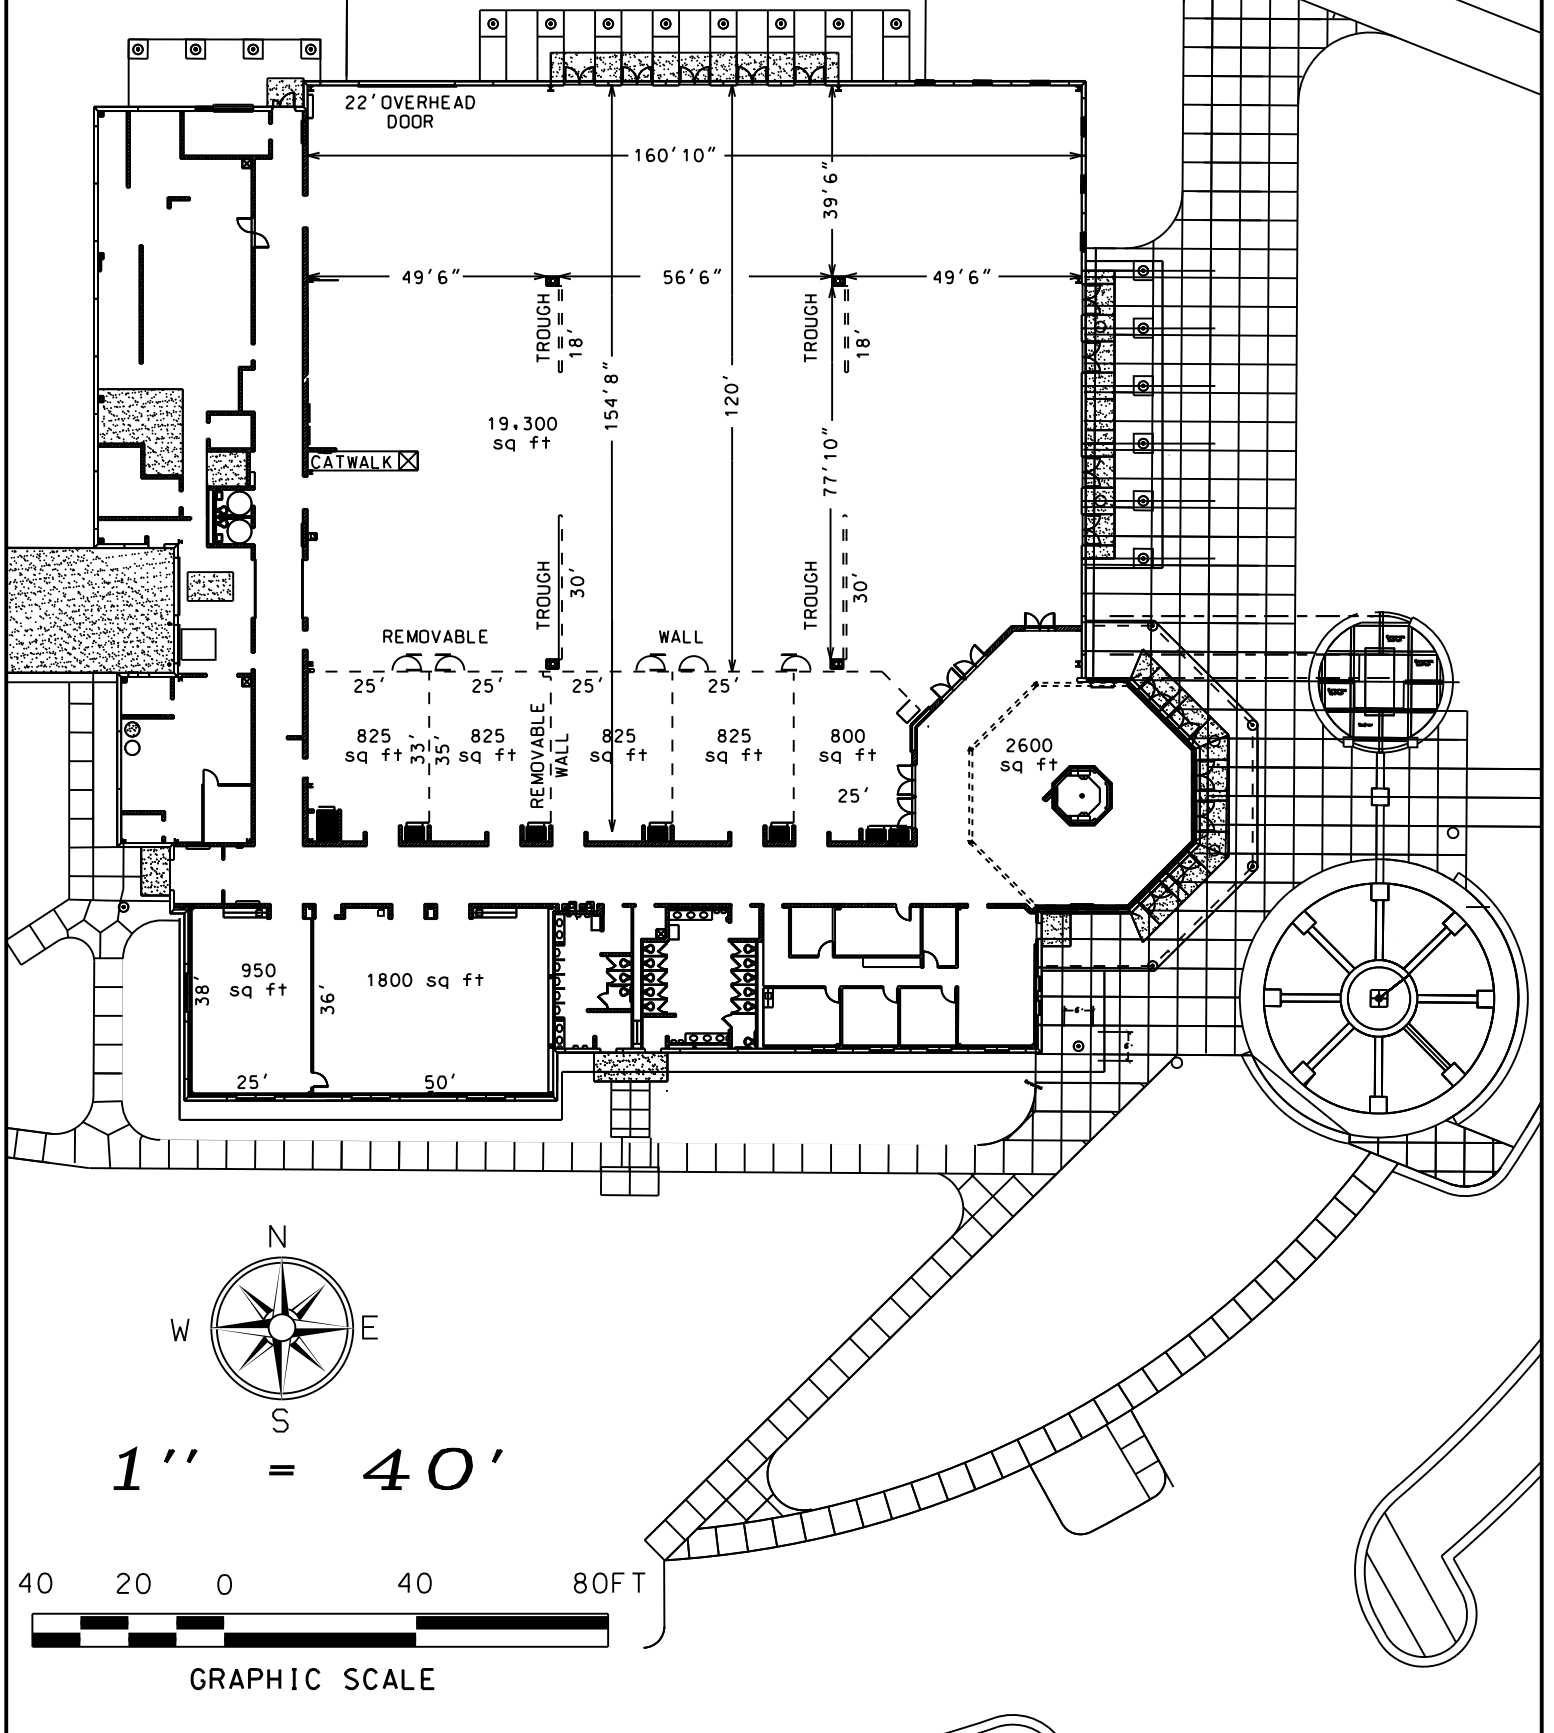 22'OVERHEAD
DOOR
160'10"
39'6"
49'6"
56'6"
49'6"
TROUGH
18'
TROUGH
18'
154'8"
120'
19,300
sq ft
77'10"
CATWALK
TROUGH
30'
TROUGH
30'
REMOVABLE
WALL
25'
25'
25'
25'
825
sq ft
33'
35'
825
sq ft
REMOVABLE
WALL
825
sq ft
825
sq ft
800
sq ft
25'
2600
sq ft
950
sq ft
38'
36'
1800 sq ft
25'
50'
6'
6'
N
W
E
S
1" = 40'
40 20 0 40 80FT
GRAPHIC SCALE